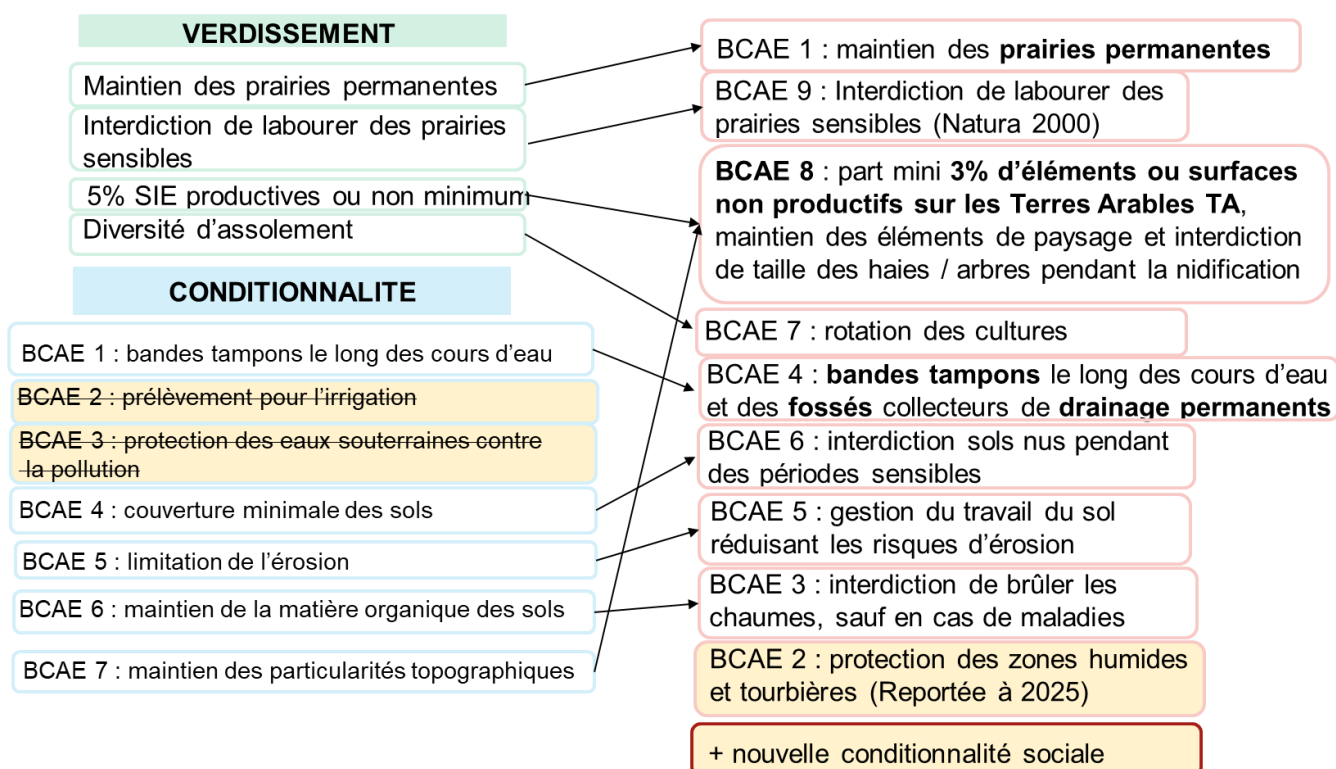 VERDISSEMENT
Maintien des prairies permanentes
Interdiction de labourer des prairies
sensibles
5% SIE productives ou non minimum
Diversité d'assolement
CONDITIONNALITE
BCAE 1 : bandes tampons le long des cours d'eau
BCAE 2 : prélèvement pour l'irrigation
BCAE 3 : protection des eaux souterraines contre
la pollution
BCAE 4 : couverture minimale des sols
BCAE 5 : limitation de l'érosion
BCAE 6 : maintien de la matière organique des sols
BCAE 7 : maintien des particularités topographiques
BCAE 1 : maintien des prairies permanentes
BCAE 9 : Interdiction de labourer des
prairies sensibles (Natura 2000)
BCAE 8 : part mini 3% d'éléments ou surfaces
non productifs sur les Terres Arables TA,
maintien des éléments de paysage et interdiction
de taille des haies / arbres pendant la nidification
BCAE 7 : rotation des cultures
BCAE 4 : bandes tampons le long des cours d'eau
et des fossés collecteurs de drainage permanents
BCAE 6 : interdiction sols nus pendant
des périodes sensibles
BCAE 5 : gestion du travail du sol
réduisant les risques d'érosion
BCAE 3 : interdiction de brûler les
chaumes, sauf en cas de maladies
BCAE 2 : protection des zones humides
et tourbières (Reportée à 2025)
+ nouvelle conditionnalité sociale